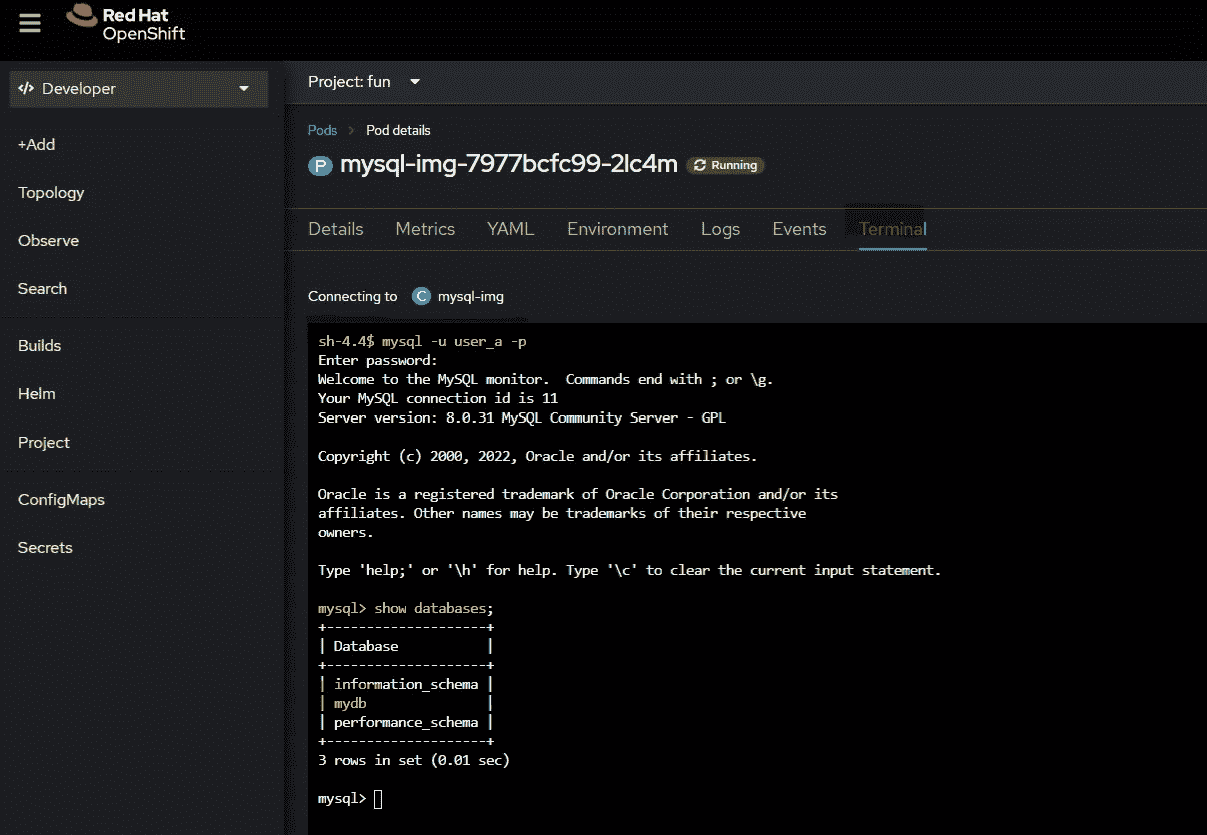 Red Hat
OpenShift
</> Developer
Project: fun
+Add
Topology
Observe
Search
Builds
Helm
Project
ConfigMaps
Secrets
Pods > Pod details
P mysql-img-7977bcfc99-2lc4m Running
Details Metrics YAML Environment Logs Events Terminal
Connecting to C mysql-img
sh-4.4$ mysql -u user_a -p
Enter password:
Welcome to the MySQL monitor.  Commands end with ; or \g.
Your MySQL connection id is 11
Server version: 8.0.31 MySQL Community Server - GPL
Copyright (c) 2000, 2022, Oracle and/or its affiliates.
Oracle is a registered trademark of Oracle Corporation and/or its
affiliates. Other names may be trademarks of their respective
owners.
Type 'help;' or '\h' for help. Type '\c' to clear the current input statement.
mysql> show databases;
+--------------------+
| Database           |
+--------------------+
| information_schema |
| mydb               |
| performance_schema |
+--------------------+
3 rows in set (0.01 sec)
mysql>